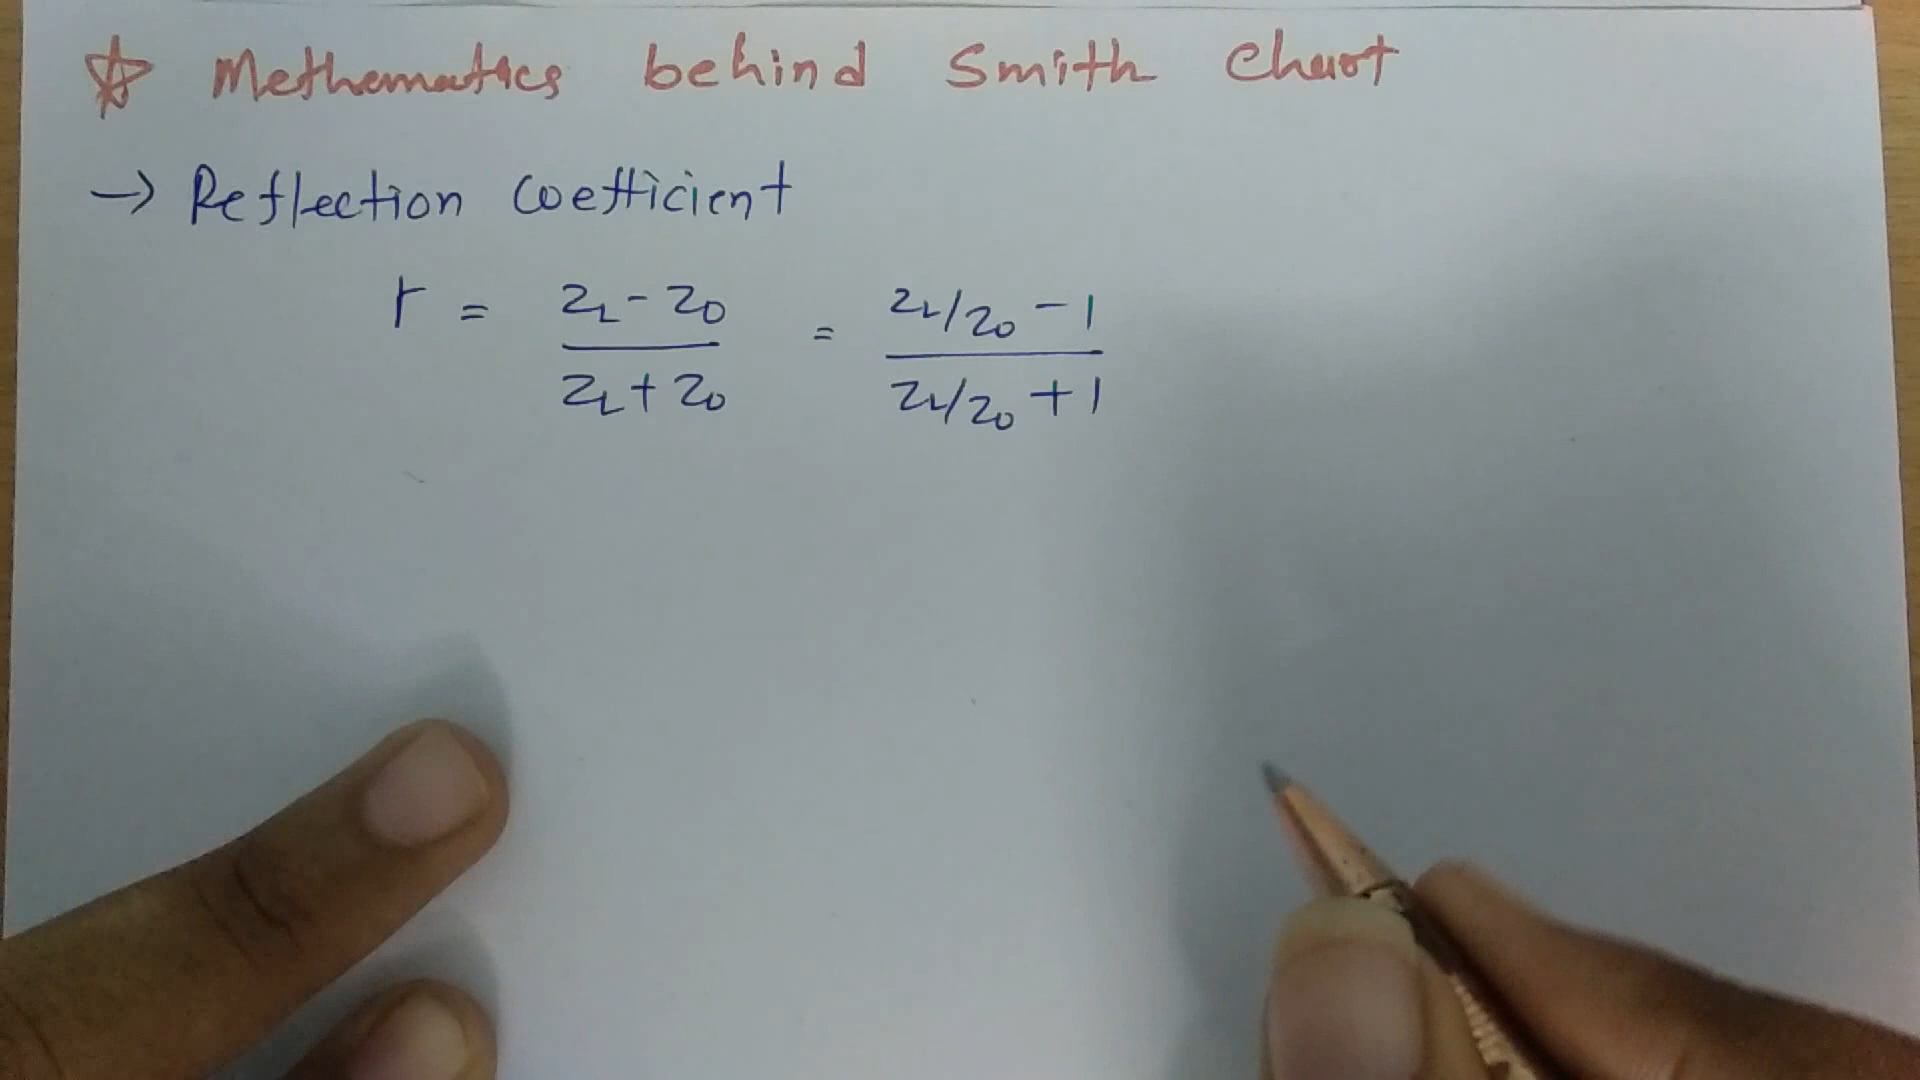 ☆ Methematics behind Smith Chart
→ Reflection coefficient
Γ = (ZL - Z0) / (ZL + Z0) = (ZL/Z0 - 1) / (ZL/Z0 + 1)